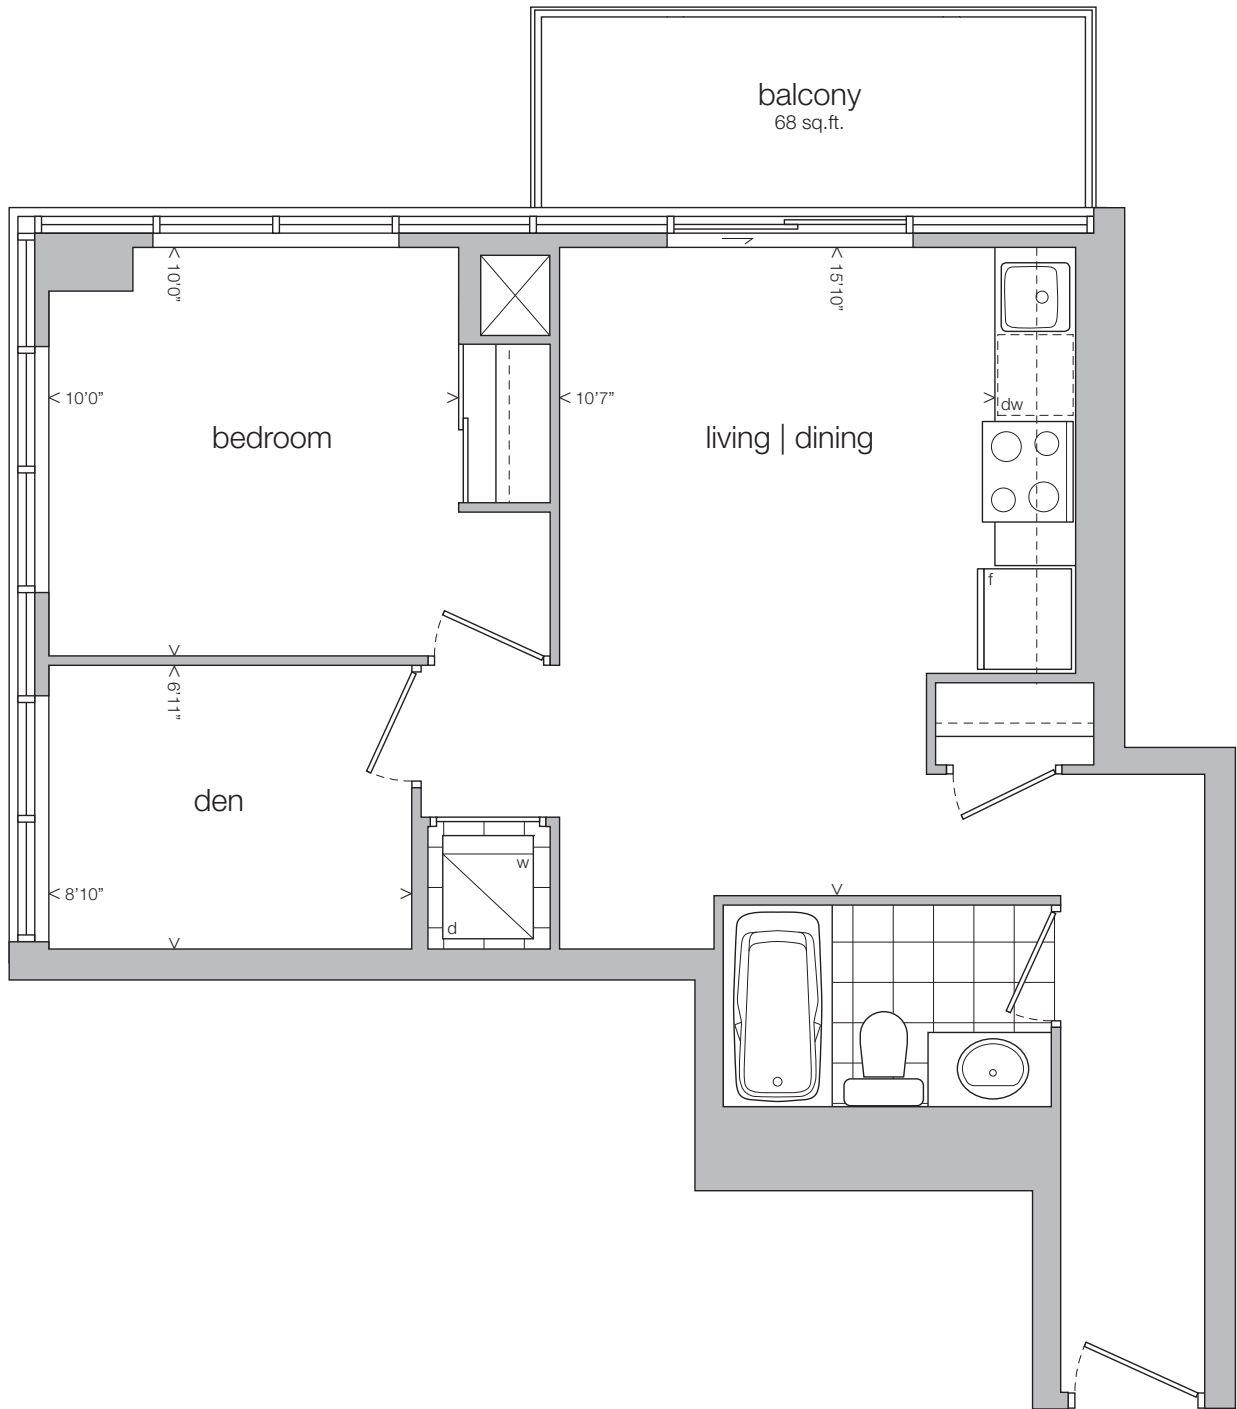 balcony
68 sq.ft.
10’0”
15’10”
10’0”
10’7”
dw
bedroom
living | dining
f
6’11”
den
w
8’10”
d